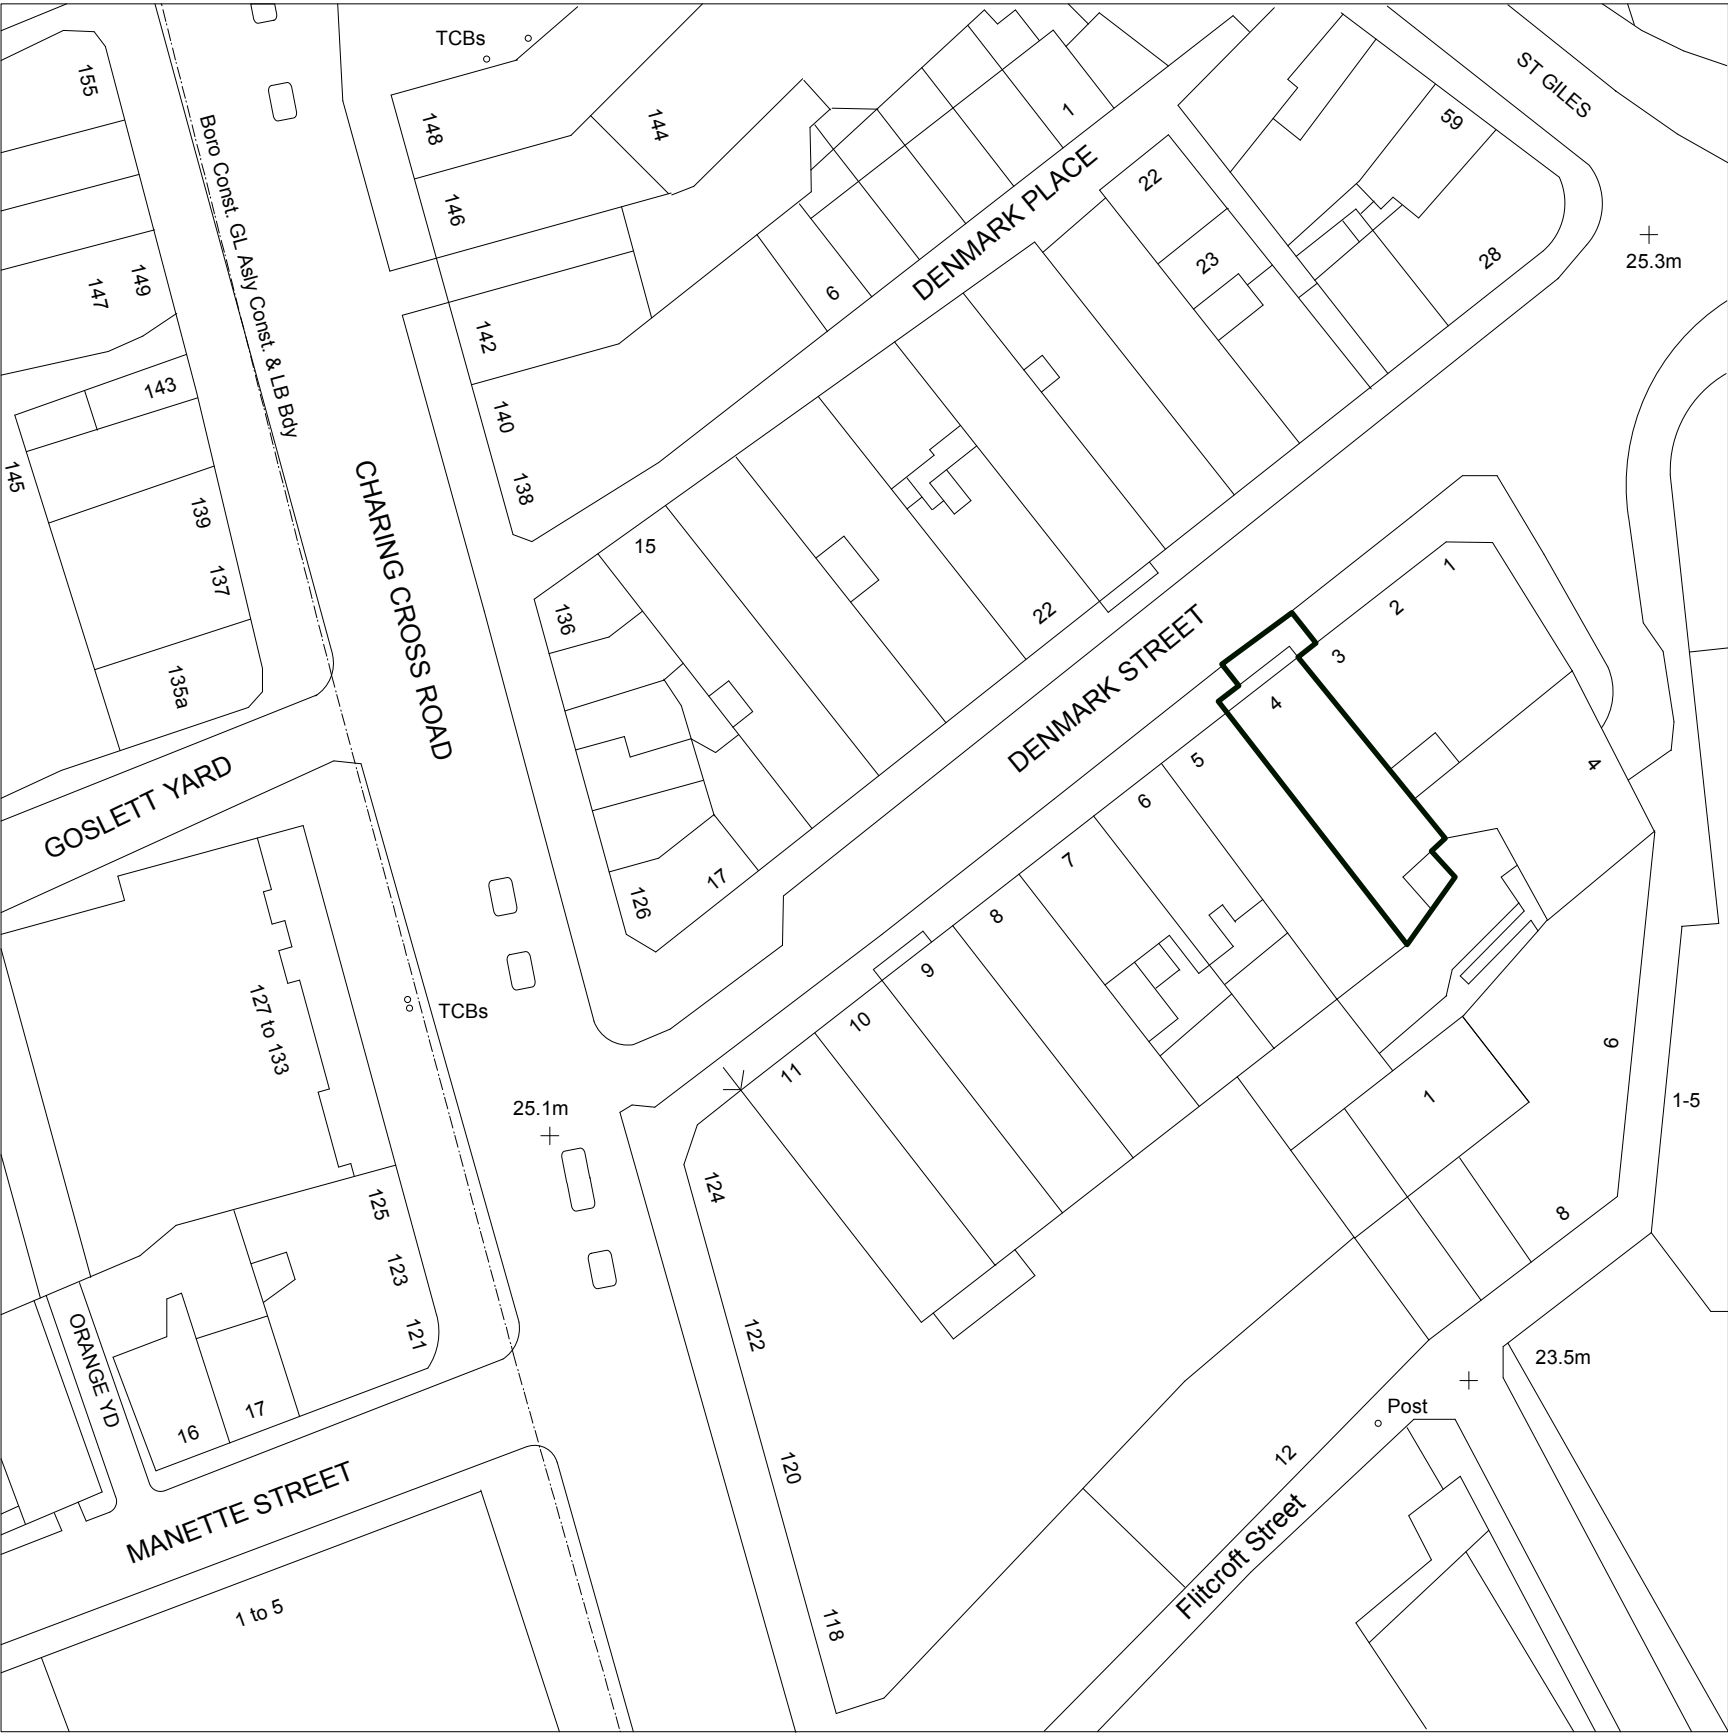 TCBs
155
148
144
146
Boro Const. GL Asly Const. & LB Bdy
149
147
142
143
140
138
145
139
137
135a
CHARING CROSS ROAD
GOSLETT YARD
ST GILES
59
1
DENMARK PLACE
22
23
6
28
25.3m
15
136
22
17
126
DENMARK STREET
1
2
3
4
5
6
7
8
9
10
11
4
6
1-5
1
8
127 to 133
TCBs
25.1m
125
123
121
ORANGE YD
16
17
MANETTE STREET
1 to 5
124
122
120
118
12
Flitcroft Street
Post
23.5m